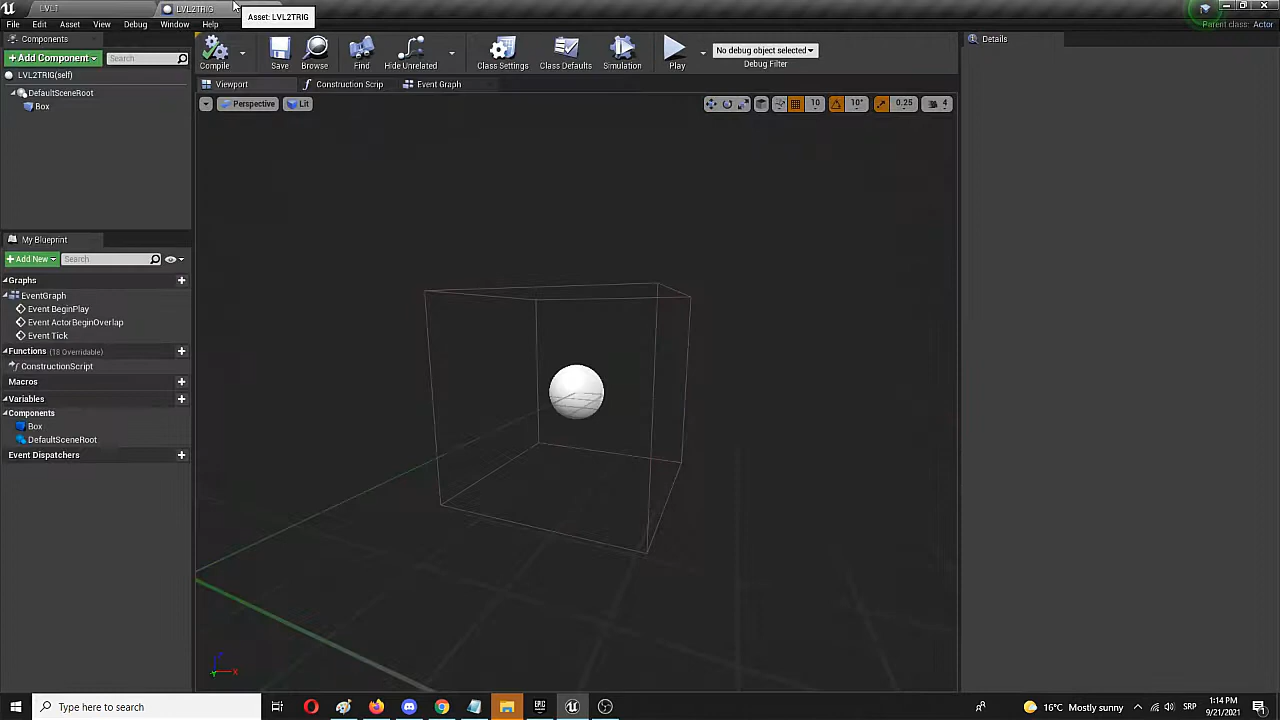 LVLT
LVL2TRIG
Asset: LVL2TRIG
File
Edit
Asset
View
Debug
Window
Help
Parent class: Actor
Components
+ Add Component
Search
LVL2TRIG(self)
DefaultSceneRoot
Box
Compile
Save
Browse
Find
Hide Unrelated
Class Settings
Class Defaults
Simulation
Play
No debug object selected
Debug Filter
Details
Viewport
Construction Scrip
Event Graph
Perspective
Lit
10
10°
0.25
4
My Blueprint
+ Add New
Search
Graphs
EventGraph
Event BeginPlay
Event ActorBeginOverlap
Event Tick
Functions (18 Overridable)
ConstructionScript
Macros
Variables
Components
Box
DefaultSceneRoot
Event Dispatchers
X
Type here to search
EPIC
16°C Mostly sunny
SRP
1:14 PM
9/21/2021